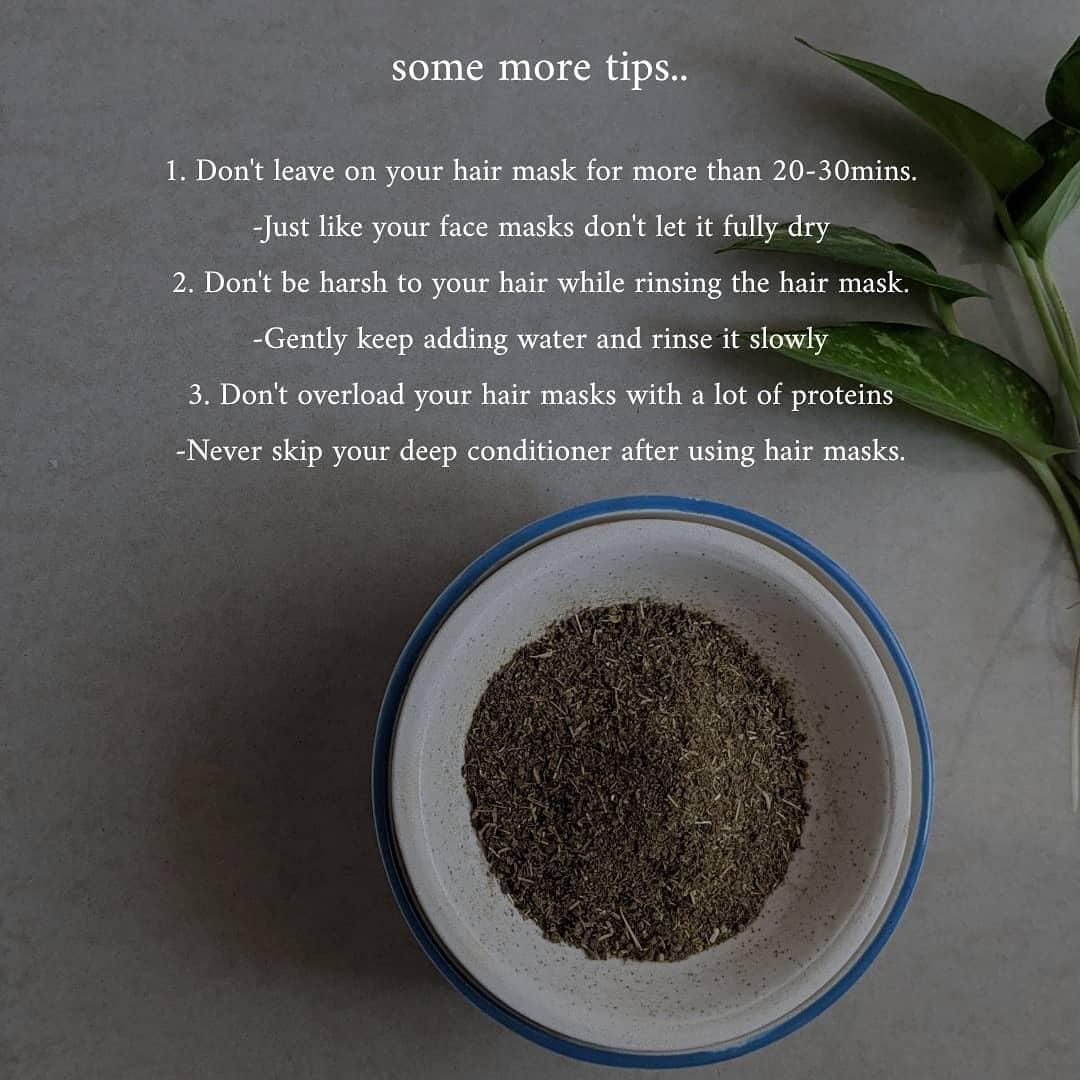 some more tips..
1. Don't leave on your hair mask for more than 20-30mins.
-Just like your face masks don't let it fully dry
2. Don't be harsh to your hair while rinsing the hair mask.
-Gently keep adding water and rinse it slowly
3. Don't overload your hair masks with a lot of proteins
-Never skip your deep conditioner after using hair masks.